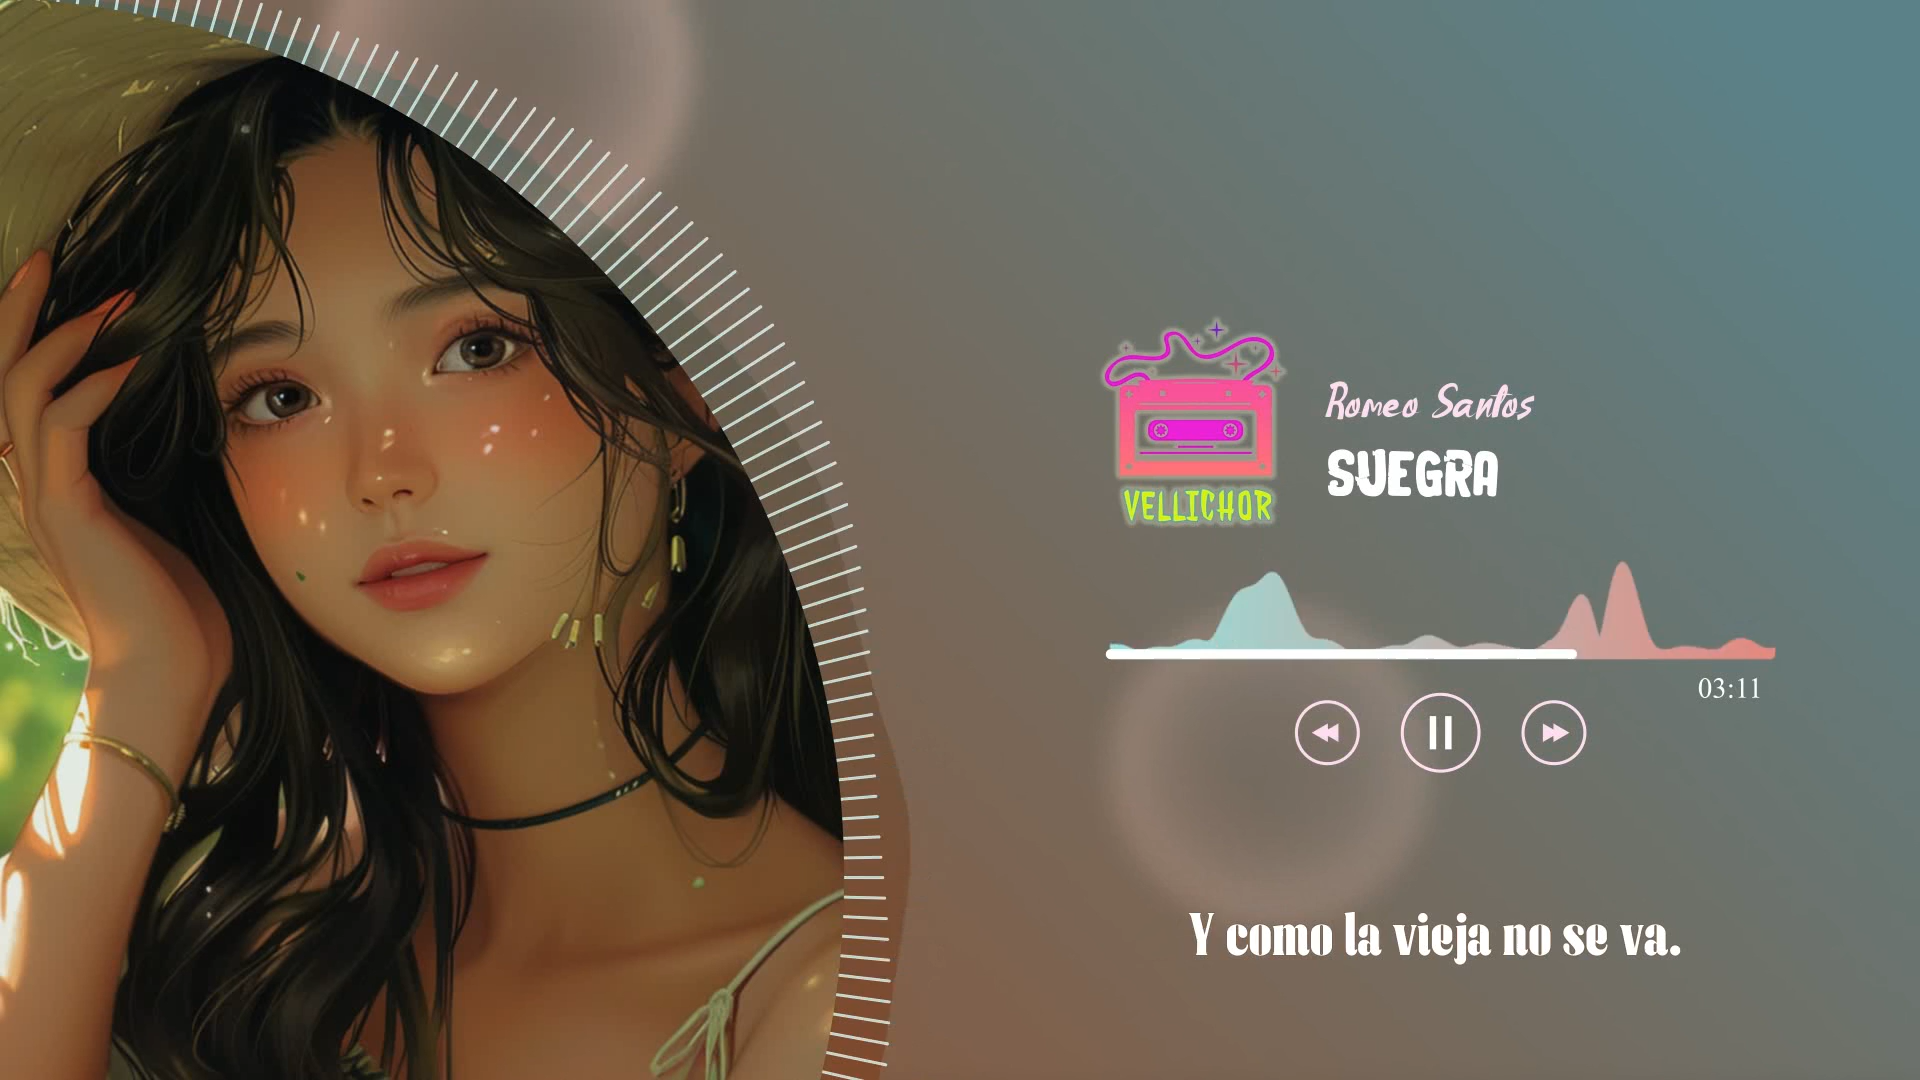 Romeo Santos
SUEGRA
VELLICHOR
03:11
Y como la vieja no se va.